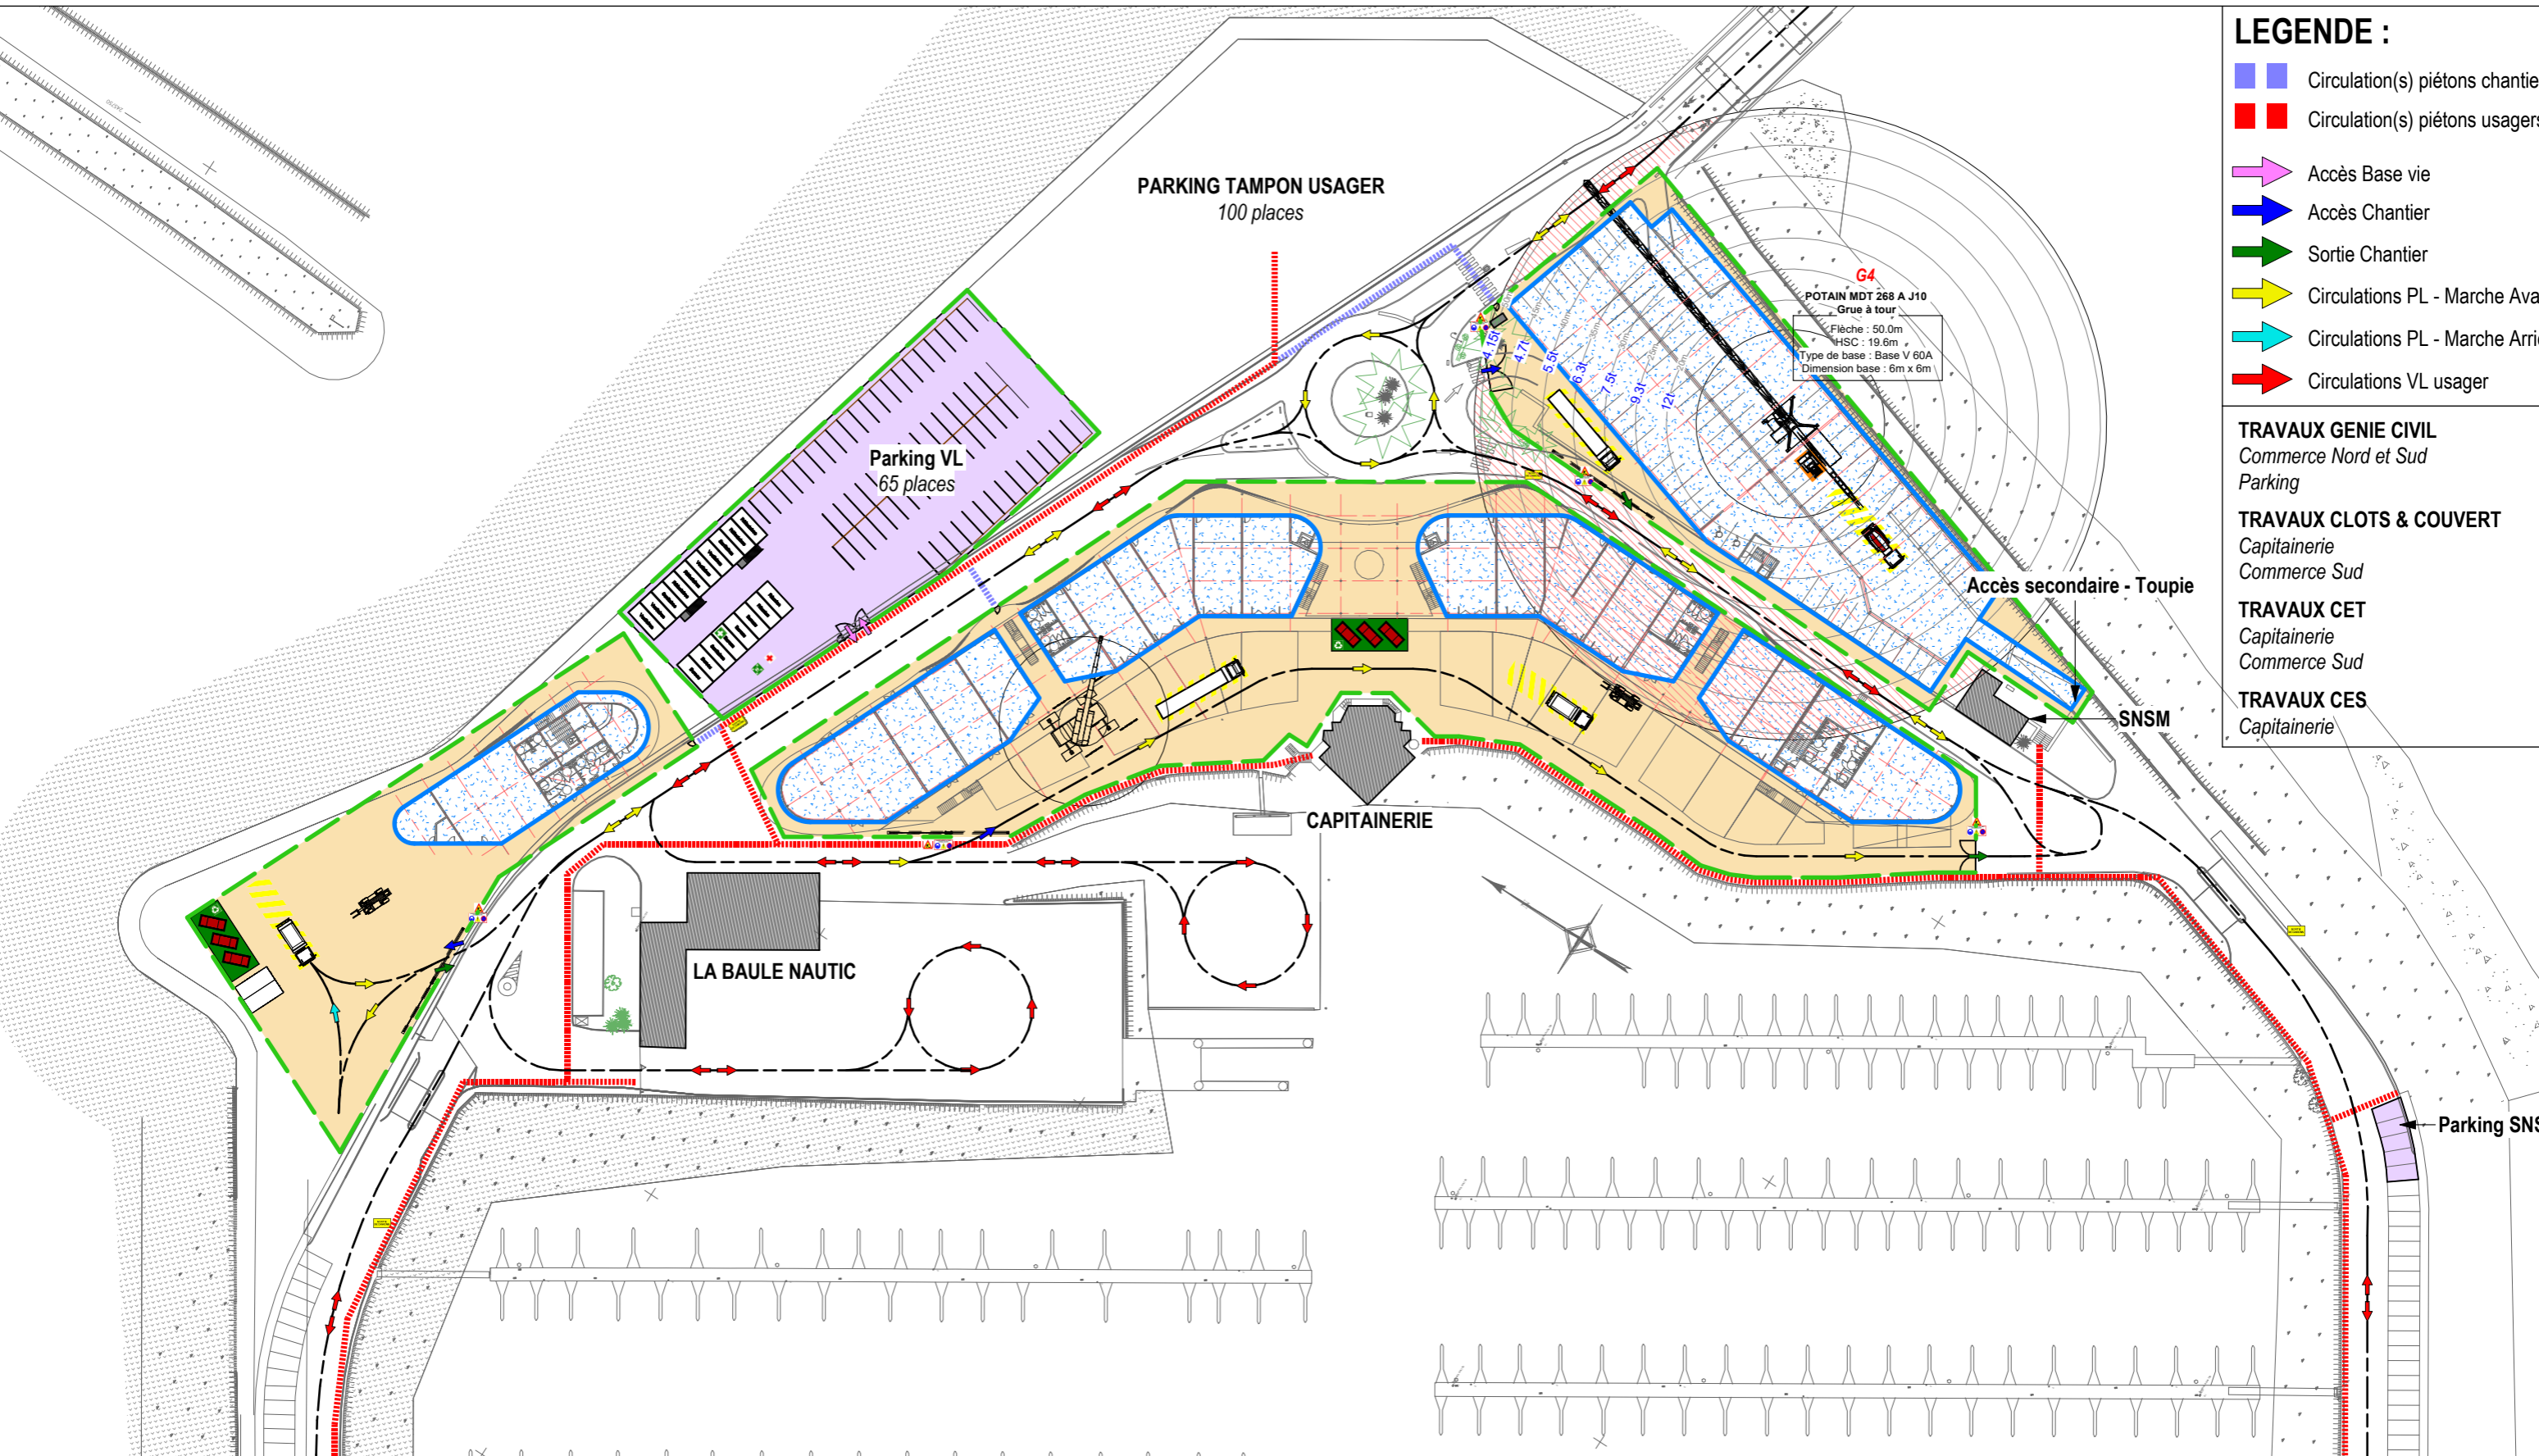 LEGENDE :
Circulation(s) piétons chantie
Circulation(s) piétons usagers
Accès Base vie
Accès Chantier
Sortie Chantier
Circulations PL - Marche Ava
Circulations PL - Marche Arri
Circulations VL usager
TRAVAUX GENIE CIVIL
Commerce Nord et Sud
Parking
TRAVAUX CLOTS & COUVERT
Capitainerie
Commerce Sud
TRAVAUX CET
Capitainerie
Commerce Sud
TRAVAUX CES
Capitainerie
PARKING TAMPON USAGER
100 places
G4
POTAIN MDT 268 A J10
Grue à tour
Flèche : 50.0m
HSC : 19.6m
Type de base : Base V 60A
Dimension base : 6m x 6m
4.15t
4.7t
5.5t
6.3t
7.5t
9.3t
12t
Parking VL
65 places
Accès secondaire - Toupie
SNSM
CAPITAINERIE
LA BAULE NAUTIC
Parking SNS